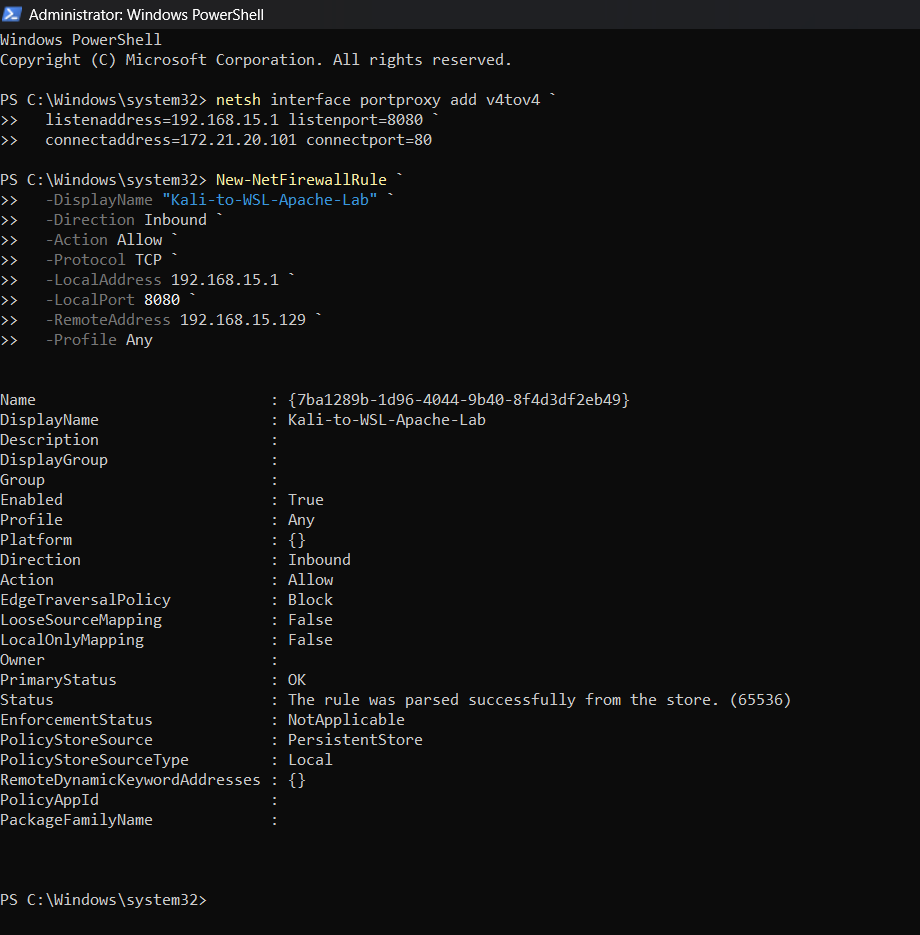 Administrator: Windows PowerShell
Windows PowerShell
Copyright (C) Microsoft Corporation. All rights reserved.
PS C:\Windows\system32> netsh interface portproxy add v4tov4 `
>>   listenaddress=192.168.15.1 listenport=8080 `
>>   connectaddress=172.21.20.101 connectport=80
PS C:\Windows\system32> New-NetFirewallRule `
>>   -DisplayName "Kali-to-WSL-Apache-Lab" `
>>   -Direction Inbound `
>>   -Action Allow `
>>   -Protocol TCP `
>>   -LocalAddress 192.168.15.1 `
>>   -LocalPort 8080 `
>>   -RemoteAddress 192.168.15.129 `
>>   -Profile Any
Name                          : {7ba1289b-1d96-4044-9b40-8f4d3df2eb49}
DisplayName                   : Kali-to-WSL-Apache-Lab
Description                   :
DisplayGroup                  :
Group                         :
Enabled                       : True
Profile                       : Any
Platform                      : {}
Direction                     : Inbound
Action                        : Allow
EdgeTraversalPolicy           : Block
LooseSourceMapping            : False
LocalOnlyMapping              : False
Owner                         :
PrimaryStatus                 : OK
Status                        : The rule was parsed successfully from the store. (65536)
EnforcementStatus             : NotApplicable
PolicyStoreSource             : PersistentStore
PolicyStoreSourceType         : Local
RemoteDynamicKeywordAddresses : {}
PolicyAppId                   :
PackageFamilyName             :
PS C:\Windows\system32>